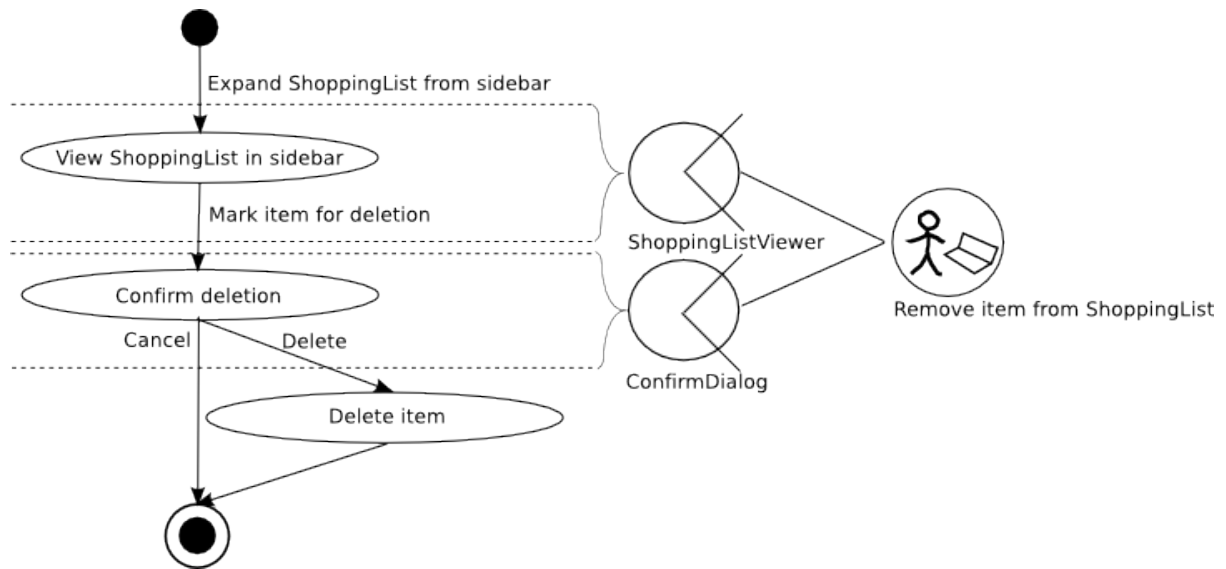 Expand ShoppingList from sidebar
View ShoppingList in sidebar
Mark item for deletion
ShoppingListViewer
Confirm deletion
Remove item from ShoppingList
Cancel
Delete
ConfirmDialog
Delete item